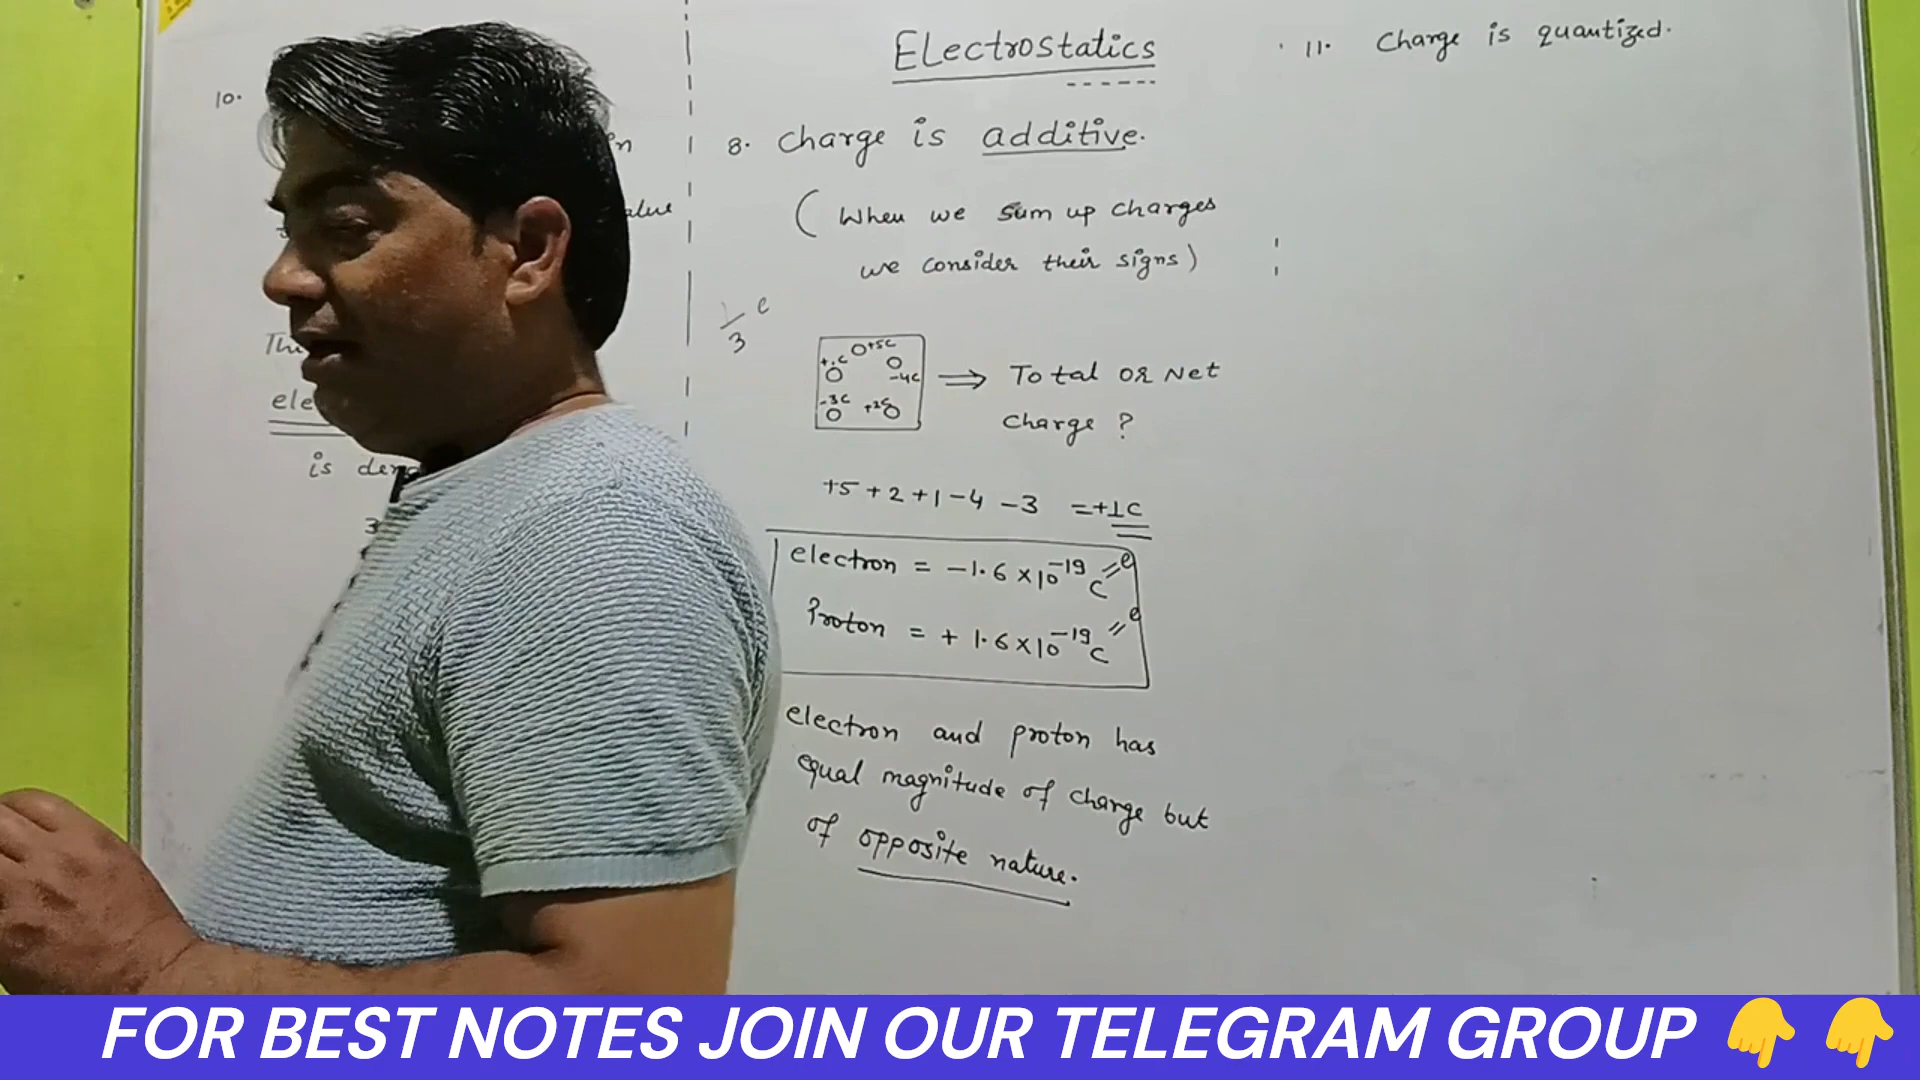 10.
in
alue
ele
is
3
Electrostatics
8. Charge is additive.
(When we sum up charges
we consider their signs)
1/3 e
+5C
+1C
-4C
-3C +2C
⇒ Total or Net
Charge ?
+5 +2 +1 -4 -3 = +1C
electron = -1.6 × 10⁻¹⁹ C = e
Proton = + 1.6 × 10⁻¹⁹ C = e
electron and proton has
equal magnitude of charge but
of opposite nature.
11. Charge is quantized.
FOR BEST NOTES JOIN OUR TELEGRAM GROUP 👇 👇